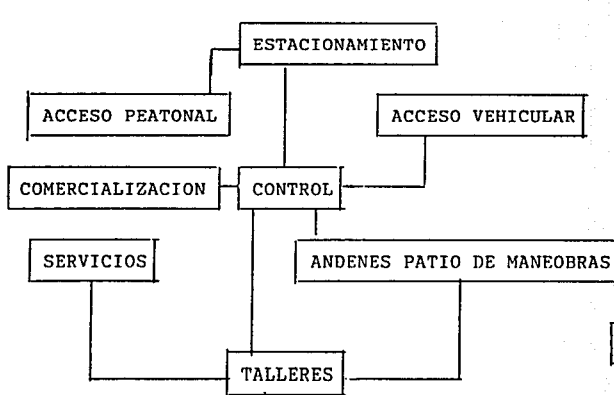 ESTACIONAMIENTO
ACCESO PEATONAL
ACCESO VEHICULAR
COMERCIALIZACION
CONTROL
SERVICIOS
ANDENES PATIO DE MANEOBRAS
TALLERES